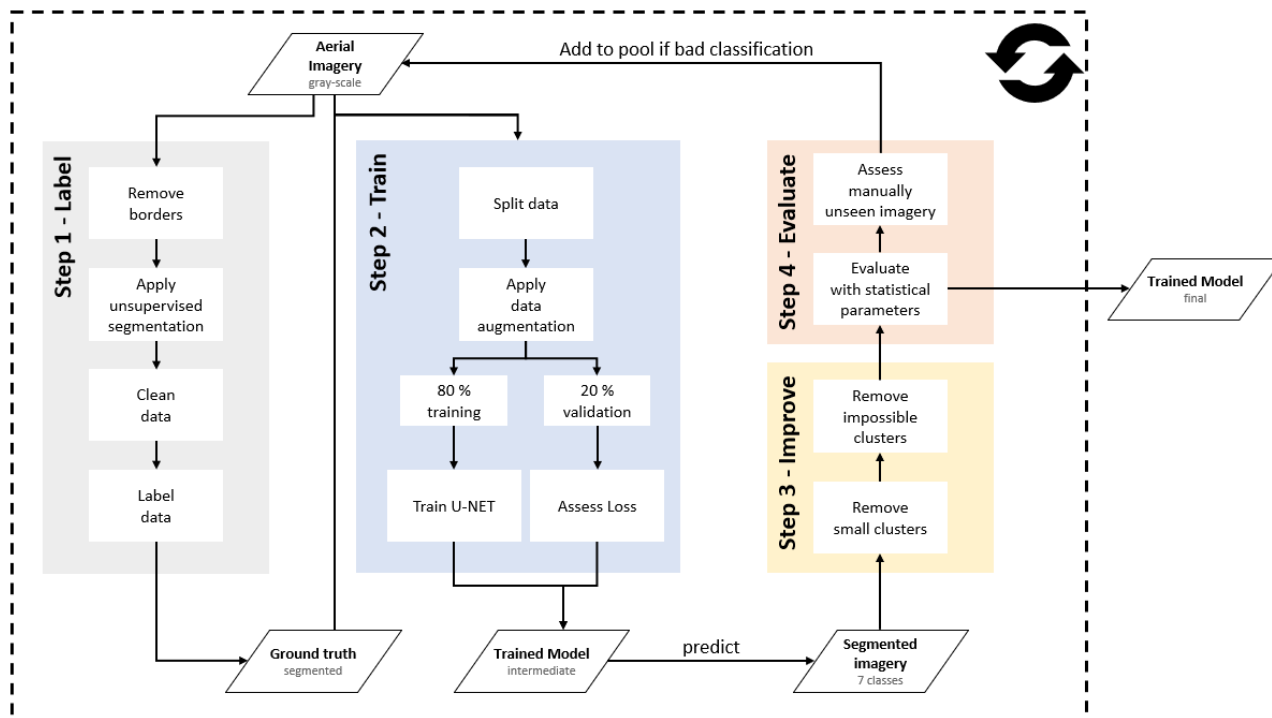 Aerial
Imagery
gray-scale
Add to pool if bad classification
Step 1 - Label
Remove
borders
Apply
unsupervised
segmentation
Clean
data
Label
data
Ground truth
segmented
Step 2 - Train
Split data
Apply
data
augmentation
80 %
training
20 %
validation
Train U-NET
Assess Loss
Trained Model
intermediate
predict
Segmented
imagery
7 classes
Step 3 - Improve
Remove
small clusters
Remove
impossible
clusters
Step 4 - Evaluate
Evaluate
with statistical
parameters
Assess
manually
unseen imagery
Trained Model
final